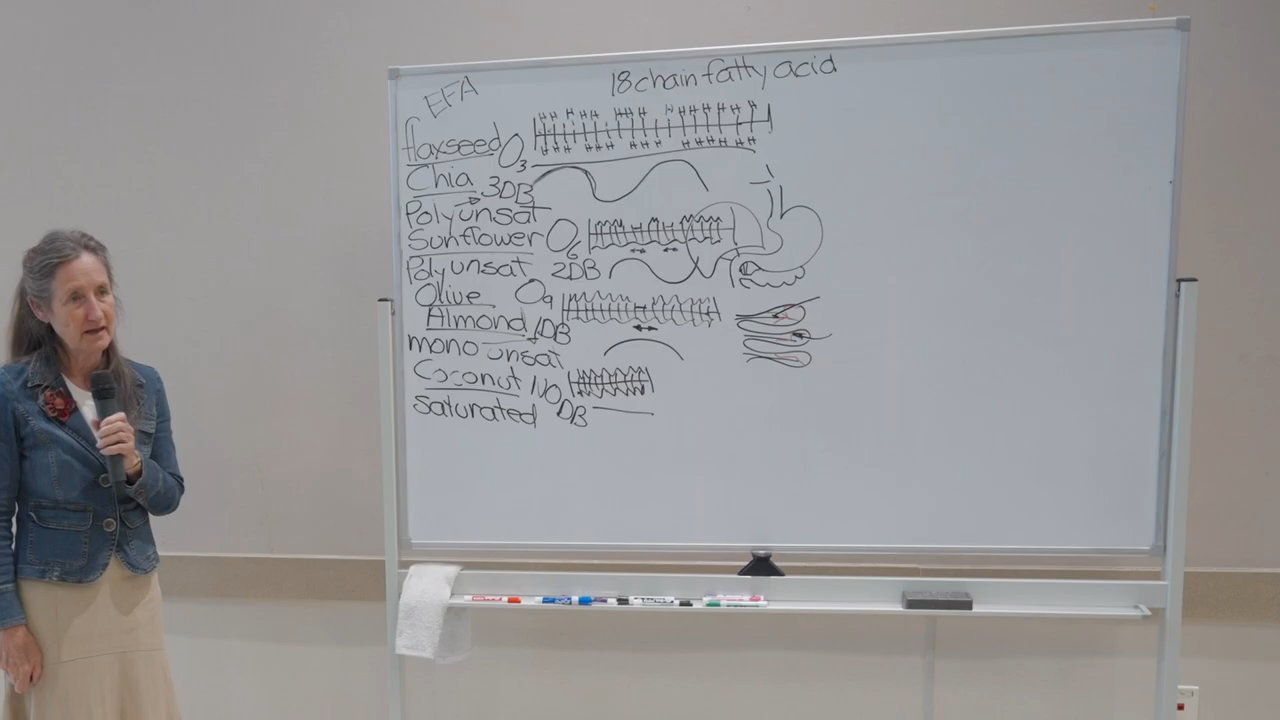 EFA
18 chain fatty acid
flaxseed O3
Chia 3DB
Polyunsat
Sunflower O6
Polyunsat 2DB
Olive O9
Almond 1DB
mono unsat
Coconut NO
saturated DB